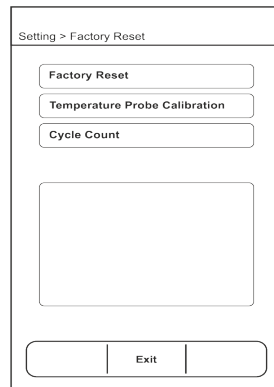 Setting > Factory Reset
Factory Reset
Temperature Probe Calibration
Cycle Count
Exit